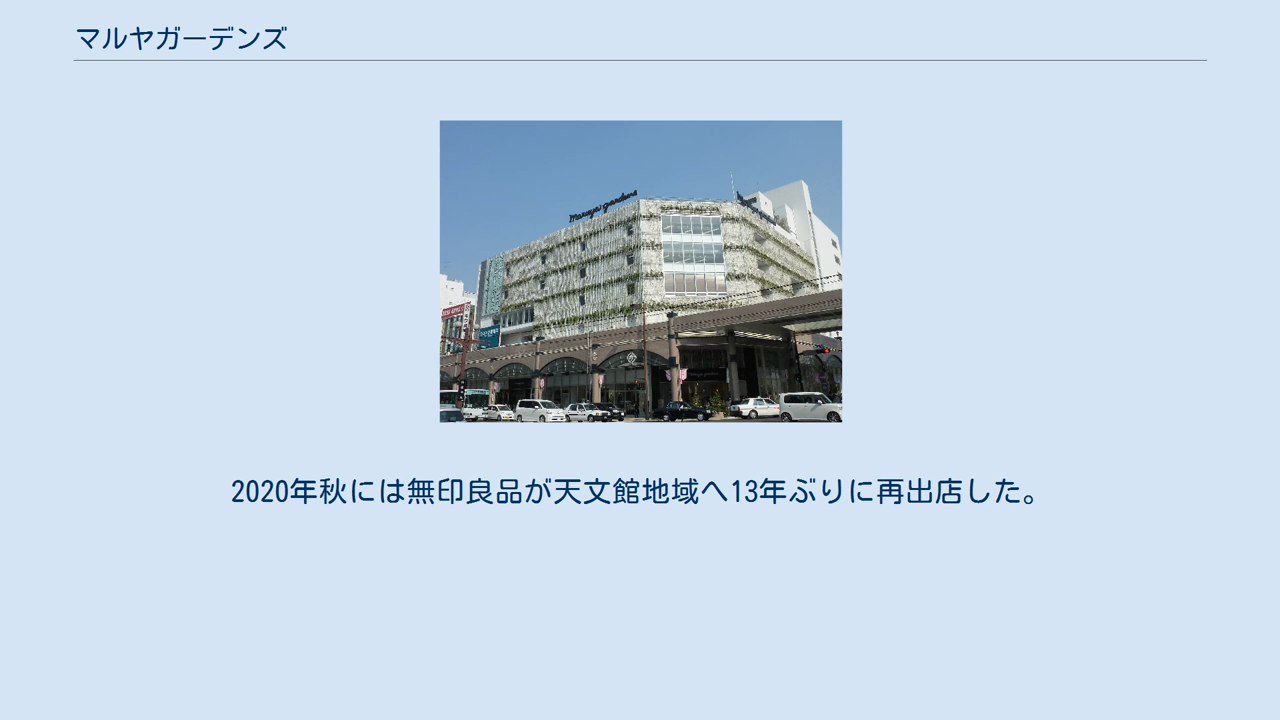 マルヤガーデンズ
maruya gardens
2020年秋には無印良品が天文館地域へ13年ぶりに再出店した。